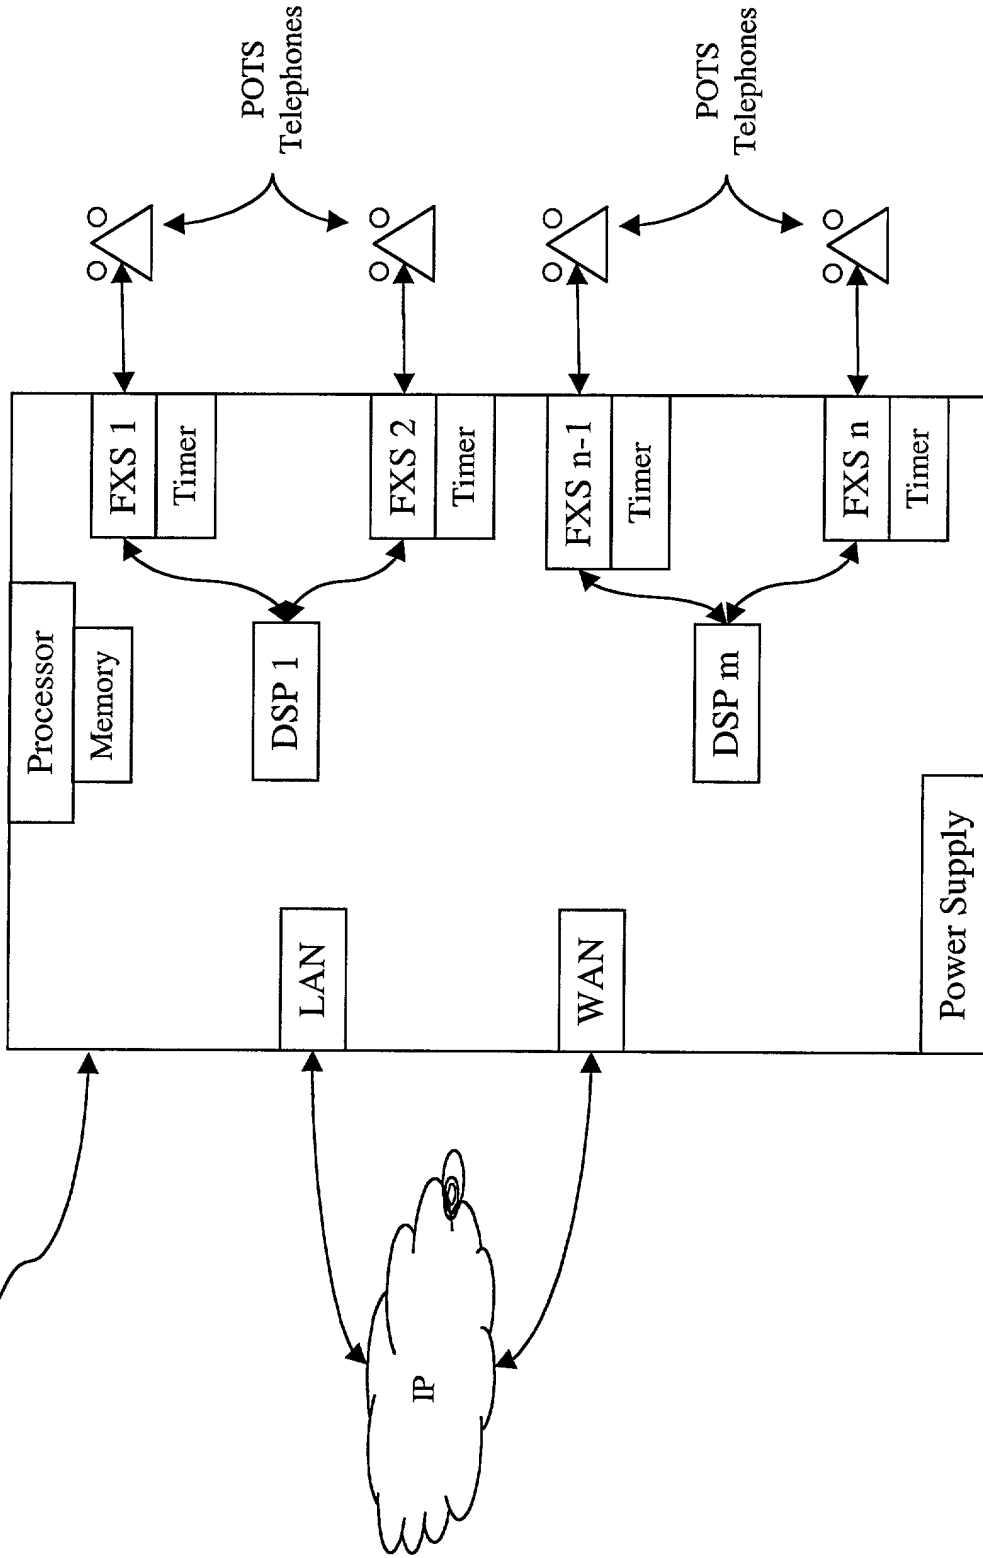 Processor
Memory
FXS 1
Timer
POTS
Telephones
DSP 1
FXS 2
Timer
LAN
IP
WAN
FXS n-1
Timer
POTS
Telephones
DSP m
FXS n
Timer
Power Supply